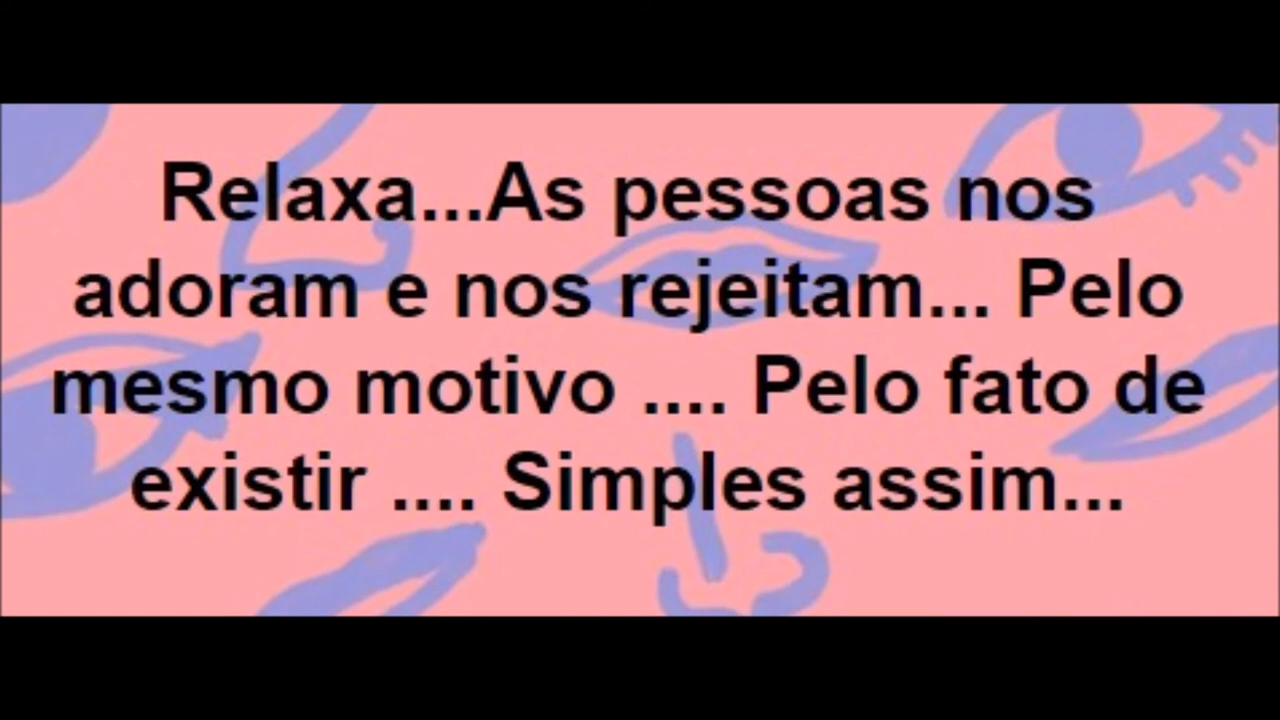 Relaxa...As pessoas nos
adoram e nos rejeitam... Pelo
mesmo motivo .... Pelo fato de
existir .... Simples assim...